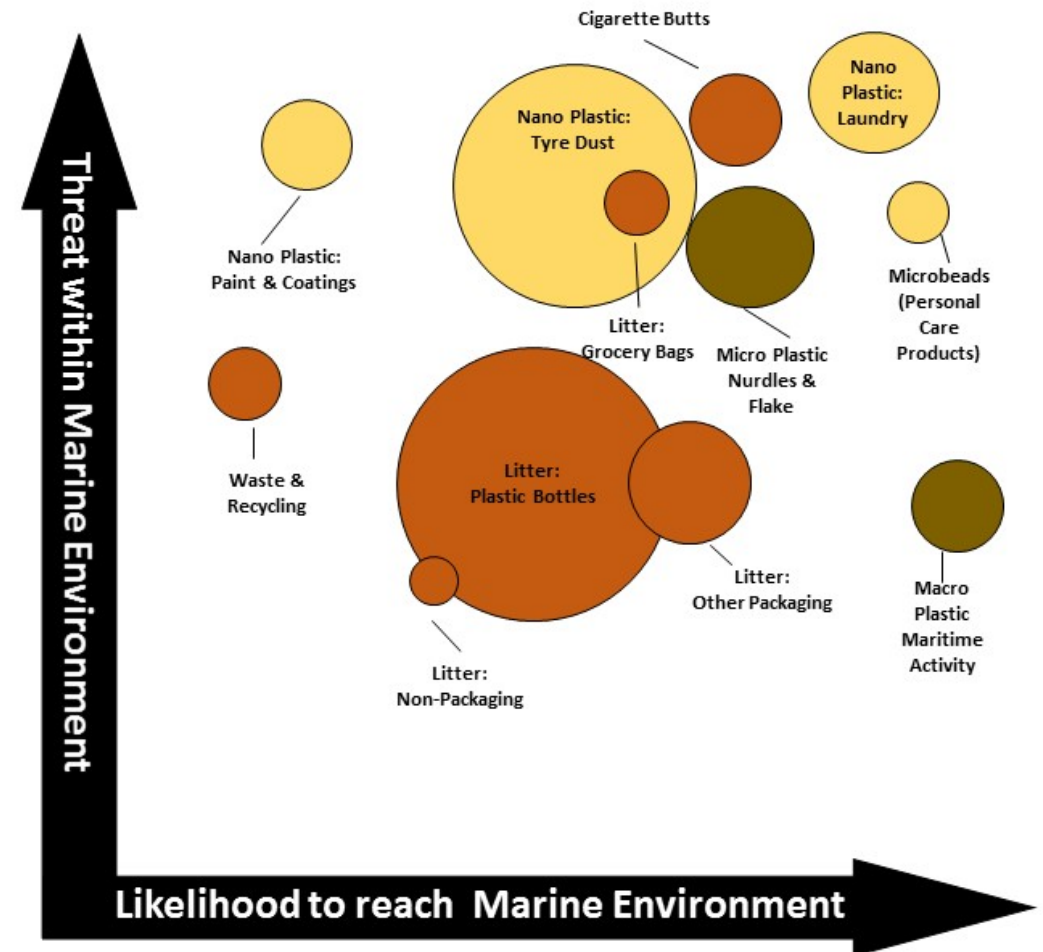 Cigarette Butts
Nano
Plastic:
Laundry
Nano Plastic:
Tyre Dust
Nano Plastic:
Paint & Coatings
Microbeads
(Personal
Care
Products)
Litter:
Grocery Bags
Micro Plastic
Nurdles &
Flake
Waste &
Recycling
Litter:
Plastic Bottles
Litter:
Other Packaging
Macro
Plastic
Maritime
Activity
Litter:
Non-Packaging
Threat within Marine Environment
Likelihood to reach  Marine Environment